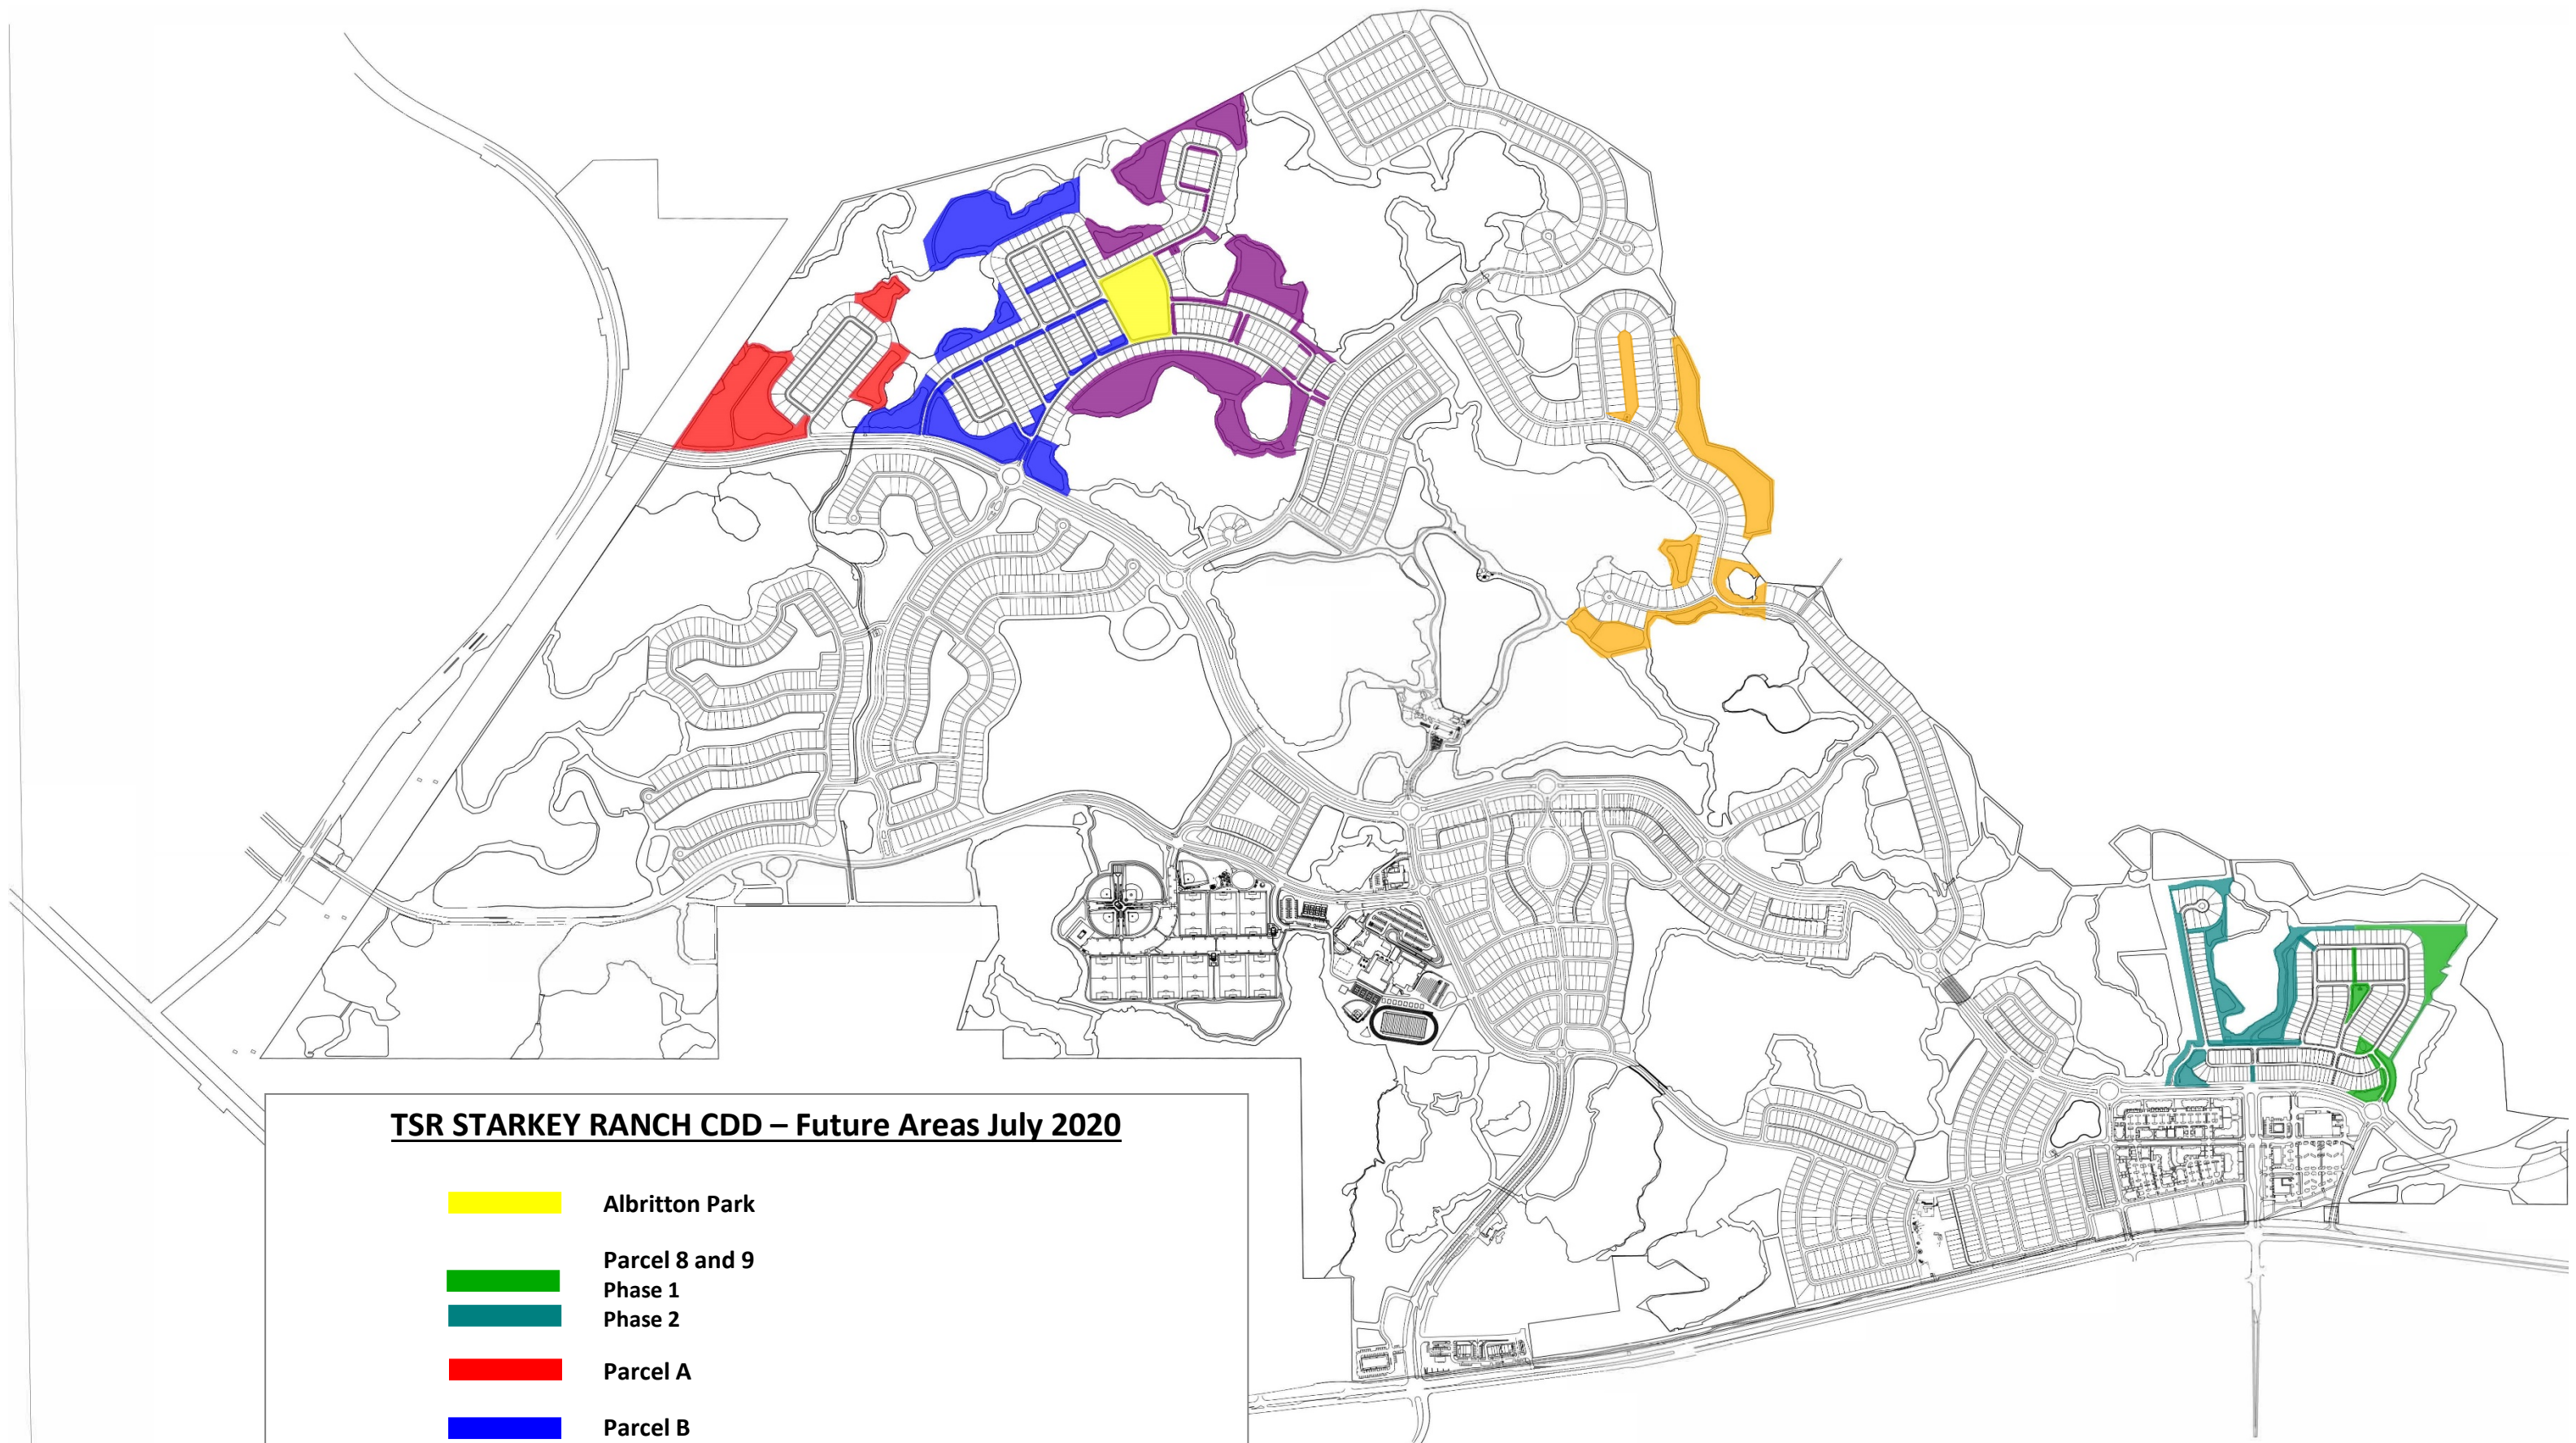 TSR STARKEY RANCH CDD – Future Areas July 2020
Albritton Park
Parcel 8 and 9
Phase 1
Phase 2
Parcel A
Parcel B